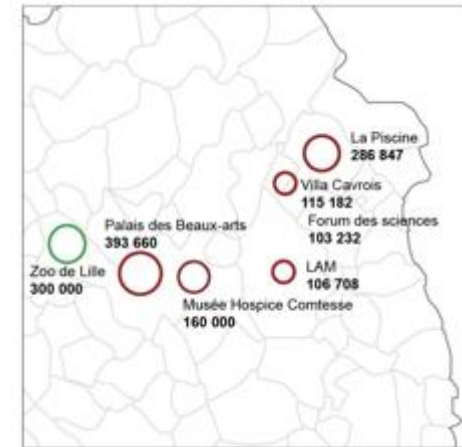 La Piscine
286 847
Villa Cavrois
115 182
Forum des sciences
103 232
Palais des Beaux-arts
393 660
Zoo de Lille
300 000
LAM
106 708
Musée Hospice Comtesse
160 000